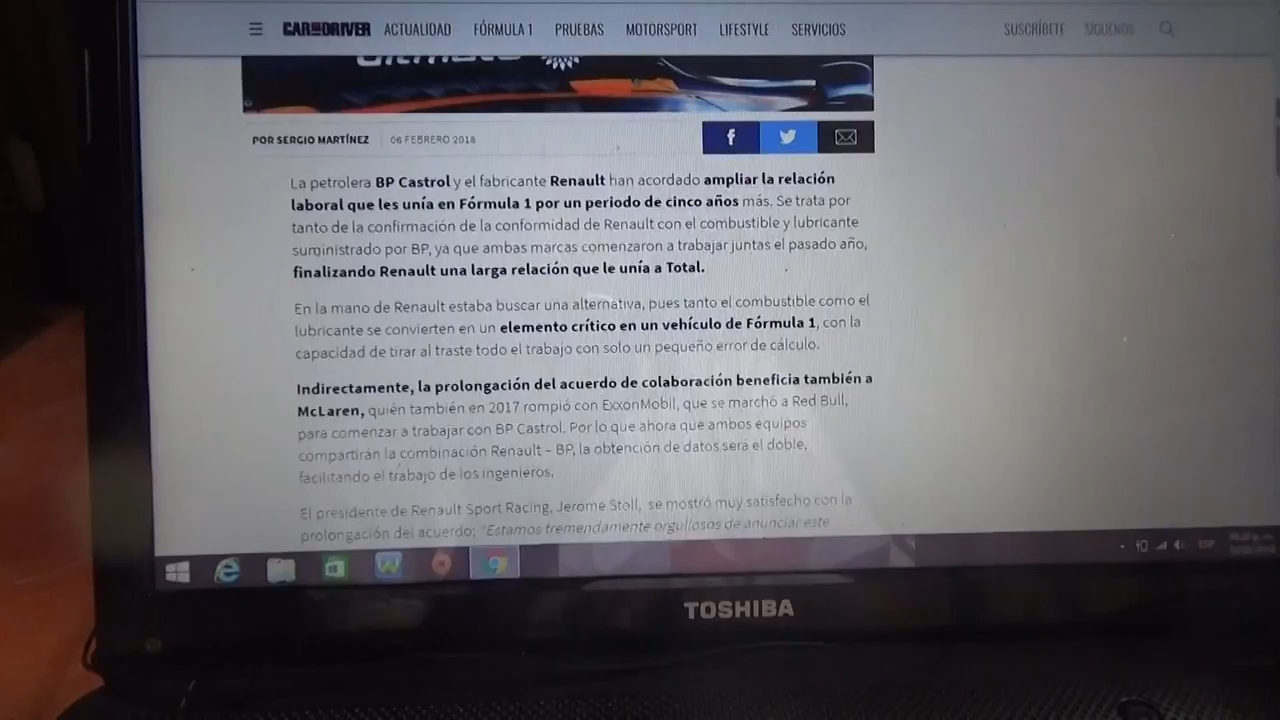 CAR AND DRIVER ACTUALIDAD FÓRMULA 1 PRUEBAS MOTORSPORT LIFESTYLE SERVICIOS SUSCRÍBETE SÍGUENOS
POR SERGIO MARTÍNEZ 06 FEBRERO 2018
La petrolera BP Castrol y el fabricante Renault han acordado ampliar la relación
laboral que les unía en Fórmula 1 por un periodo de cinco años más. Se trata por
tanto de la confirmación de la conformidad de Renault con el combustible y lubricante
suministrado por BP, ya que ambas marcas comenzaron a trabajar juntas el pasado año,
finalizando Renault una larga relación que le unía a Total.
En la mano de Renault estaba buscar una alternativa, pues tanto el combustible como el
lubricante se convierten en un elemento crítico en un vehículo de Fórmula 1, con la
capacidad de tirar al traste todo el trabajo con solo un pequeño error de cálculo.
Indirectamente, la prolongación del acuerdo de colaboración beneficia también a
McLaren, quién también en 2017 rompió con ExxonMobil, que se marchó a Red Bull,
para comenzar a trabajar con BP Castrol. Por lo que ahora que ambos equipos
compartirán la combinación Renault – BP, la obtención de datos será el doble,
facilitando el trabajo de los ingenieros.
El presidente de Renault Sport Racing, Jerome Stoll, se mostró muy satisfecho con la
prolongación del acuerdo; "Estamos tremendamente orgullosos de anunciar este
ESP
TOSHIBA